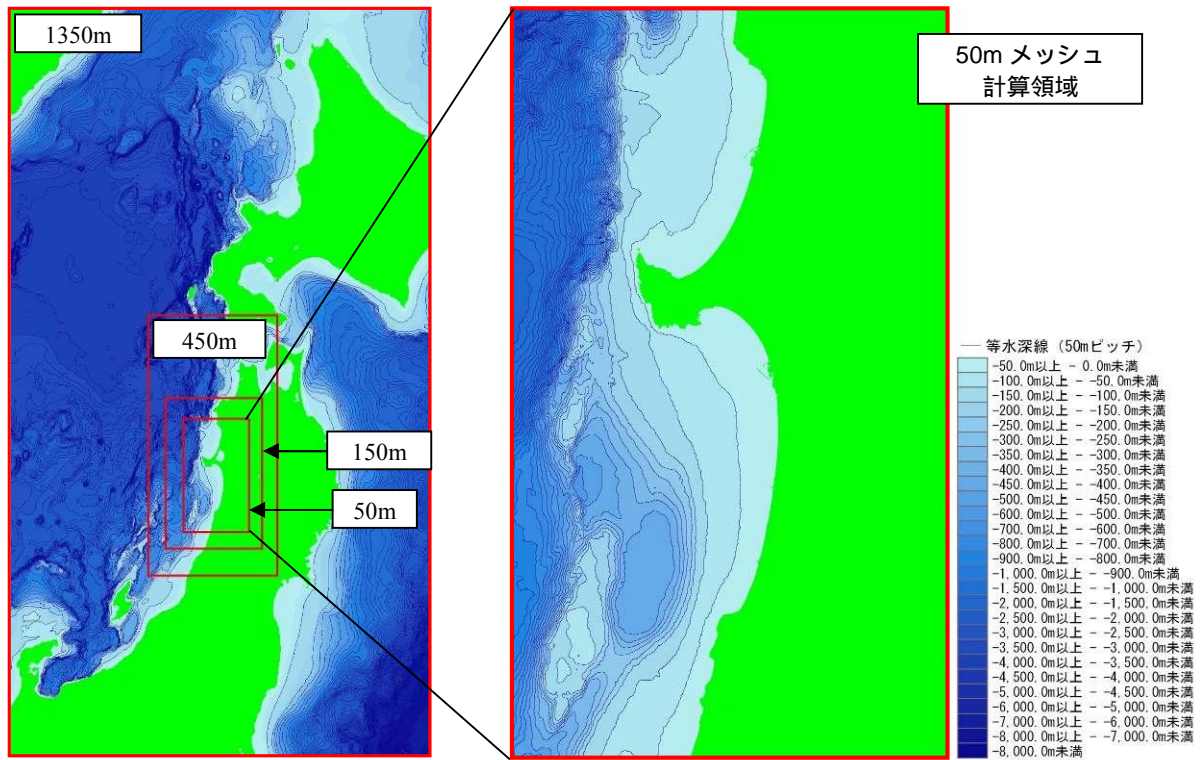 1350m
450m
150m
50m
50m メッシュ
計算領域
等水深線 (50mピッチ)
-50.0m以上 - 0.0m未満
-100.0m以上 - -50.0m未満
-150.0m以上 - -100.0m未満
-200.0m以上 - -150.0m未満
-250.0m以上 - -200.0m未満
-300.0m以上 - -250.0m未満
-350.0m以上 - -300.0m未満
-400.0m以上 - -350.0m未満
-450.0m以上 - -400.0m未満
-500.0m以上 - -450.0m未満
-600.0m以上 - -500.0m未満
-700.0m以上 - -600.0m未満
-800.0m以上 - -700.0m未満
-900.0m以上 - -800.0m未満
-1,000.0m以上 - -900.0m未満
-1,500.0m以上 - -1,000.0m未満
-2,000.0m以上 - -1,500.0m未満
-2,500.0m以上 - -2,000.0m未満
-3,000.0m以上 - -2,500.0m未満
-3,500.0m以上 - -3,000.0m未満
-4,000.0m以上 - -3,500.0m未満
-4,500.0m以上 - -4,000.0m未満
-5,000.0m以上 - -4,500.0m未満
-6,000.0m以上 - -5,000.0m未満
-7,000.0m以上 - -6,000.0m未満
-8,000.0m以上 - -7,000.0m未満
-8,000.0m未満